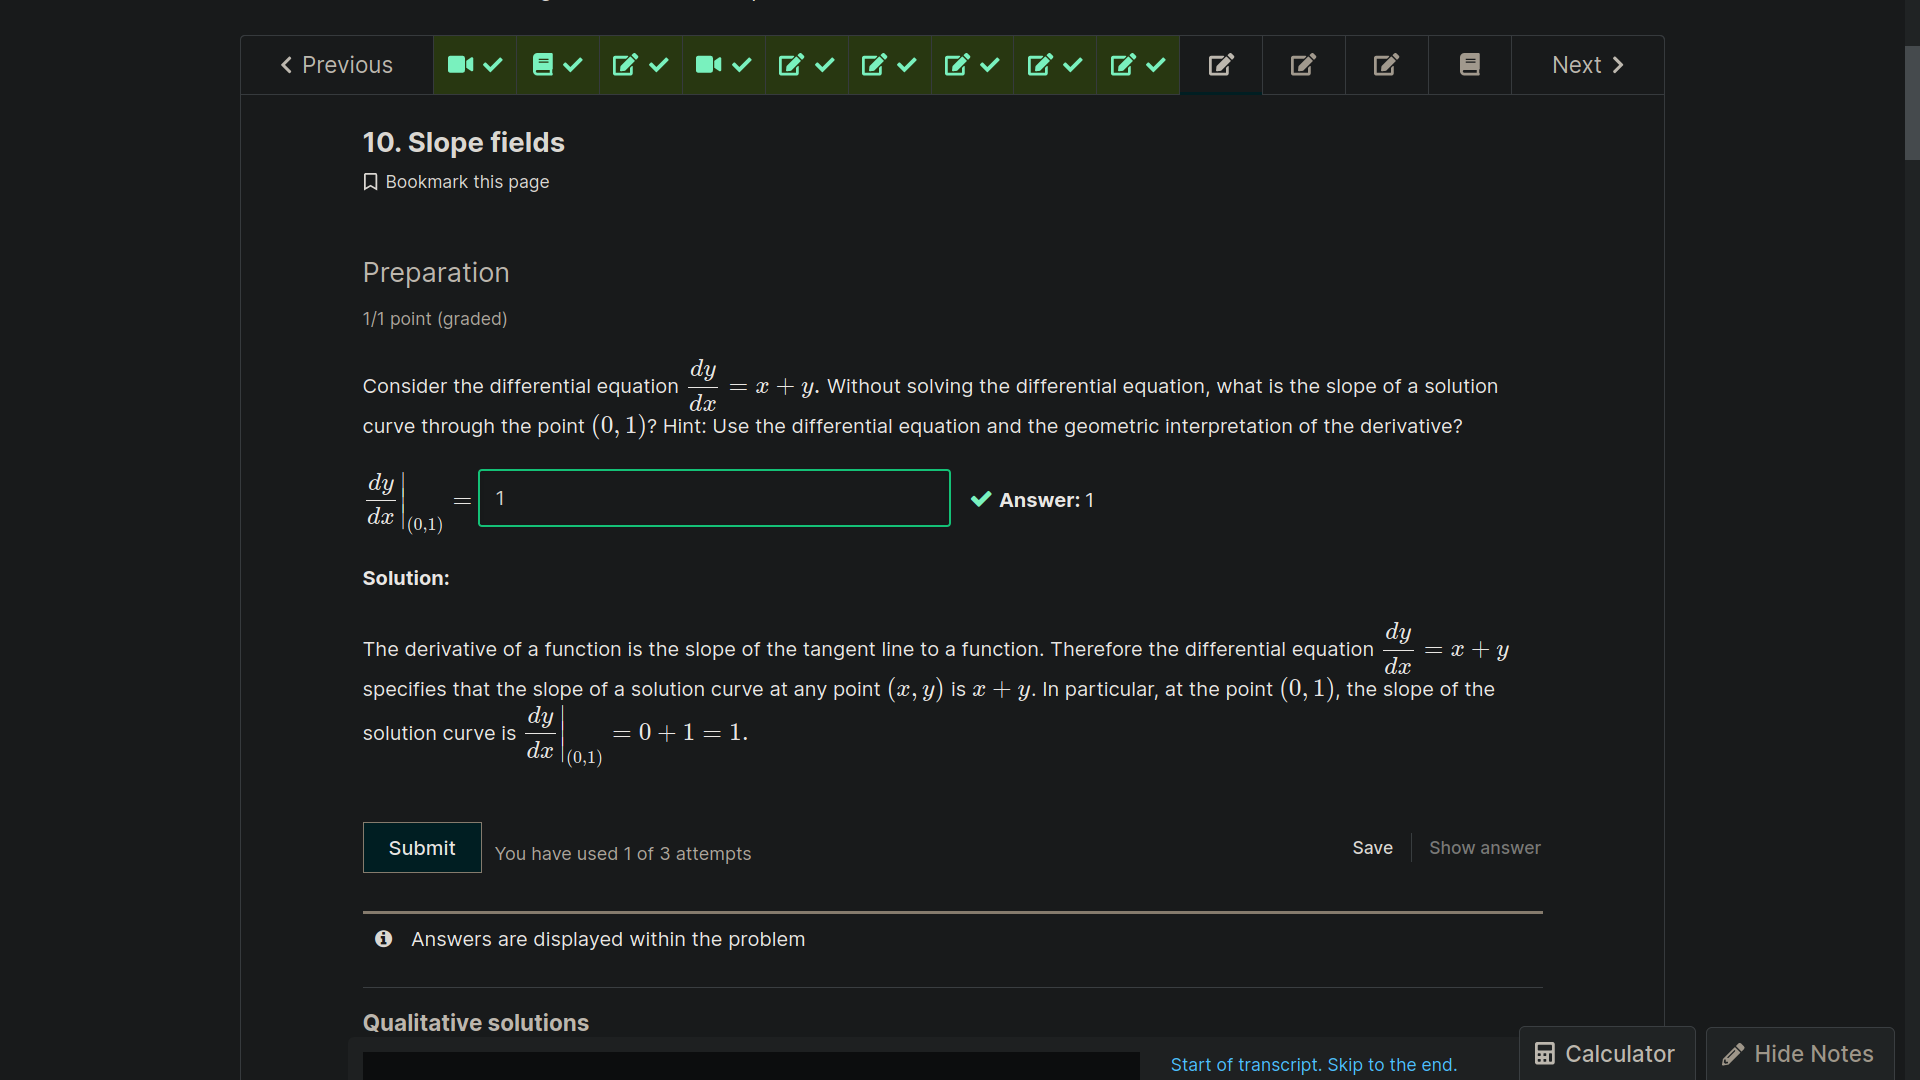 Previous
Next
10. Slope fields
Bookmark this page
Preparation
1/1 point (graded)
Consider the differential equation dy/dx = x + y. Without solving the differential equation, what is the slope of a solution
curve through the point (0, 1)? Hint: Use the differential equation and the geometric interpretation of the derivative?
dy/dx|(0,1) = 1 Answer: 1
Solution:
The derivative of a function is the slope of the tangent line to a function. Therefore the differential equation dy/dx = x + y
specifies that the slope of a solution curve at any point (x, y) is x + y. In particular, at the point (0, 1), the slope of the
solution curve is dy/dx|(0,1) = 0 + 1 = 1.
Submit You have used 1 of 3 attempts Save Show answer
Answers are displayed within the problem
Qualitative solutions
Start of transcript. Skip to the end.
Calculator
Hide Notes